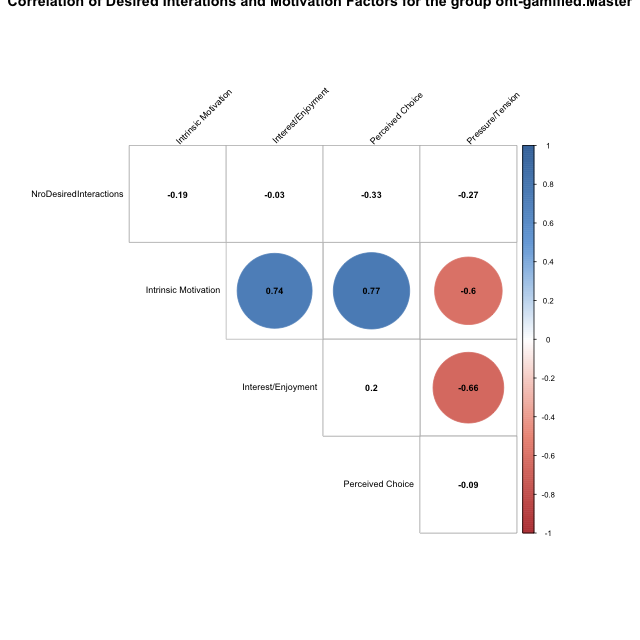 Correlation of Desired Interations and Motivation Factors for the group ont-gamified.Master
Intrinsic Motivation
Interest/Enjoyment
Perceived Choice
Pressure/Tension
NroDesiredInteractions
-0.19
-0.03
-0.33
-0.27
Intrinsic Motivation
0.74
0.77
-0.6
Interest/Enjoyment
0.2
-0.66
Perceived Choice
-0.09
1
0.8
0.6
0.4
0.2
0
-0.2
-0.4
-0.6
-0.8
-1